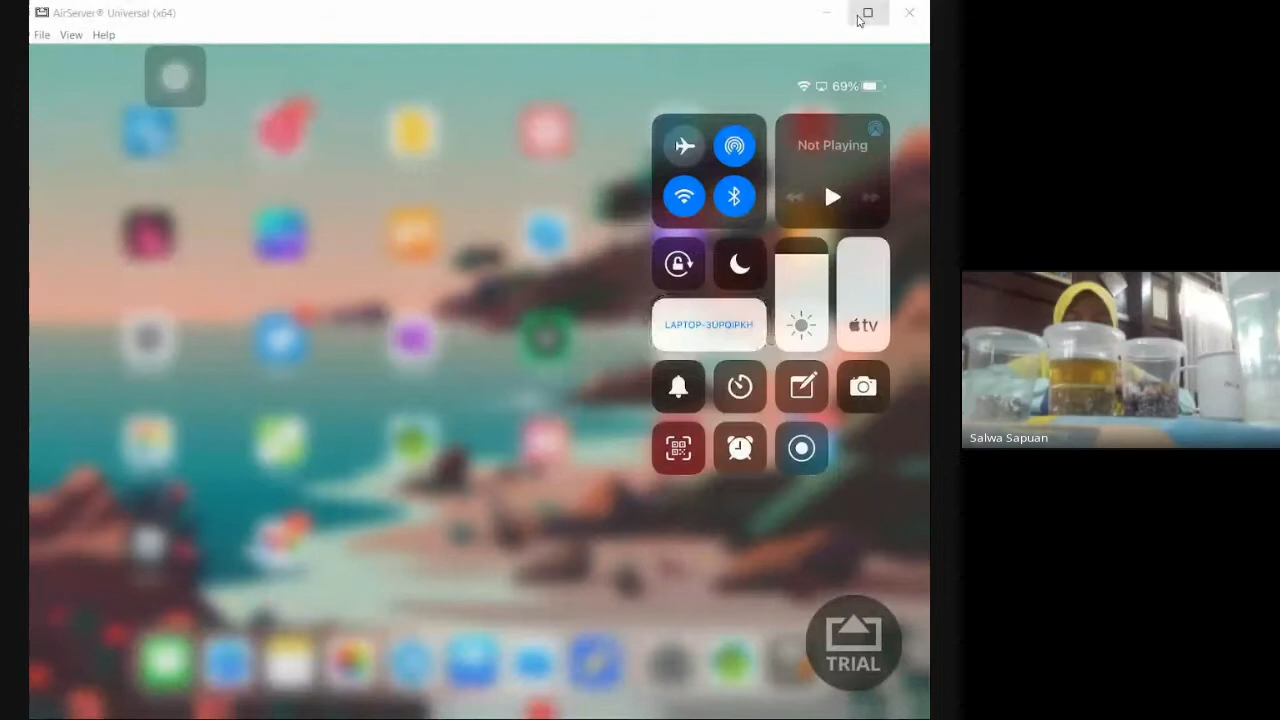 AirServer® Universal (x64)
File View Help
69%
Not Playing
LAPTOP-3UPQIPKH
tv
TRIAL
Salwa Sapuan